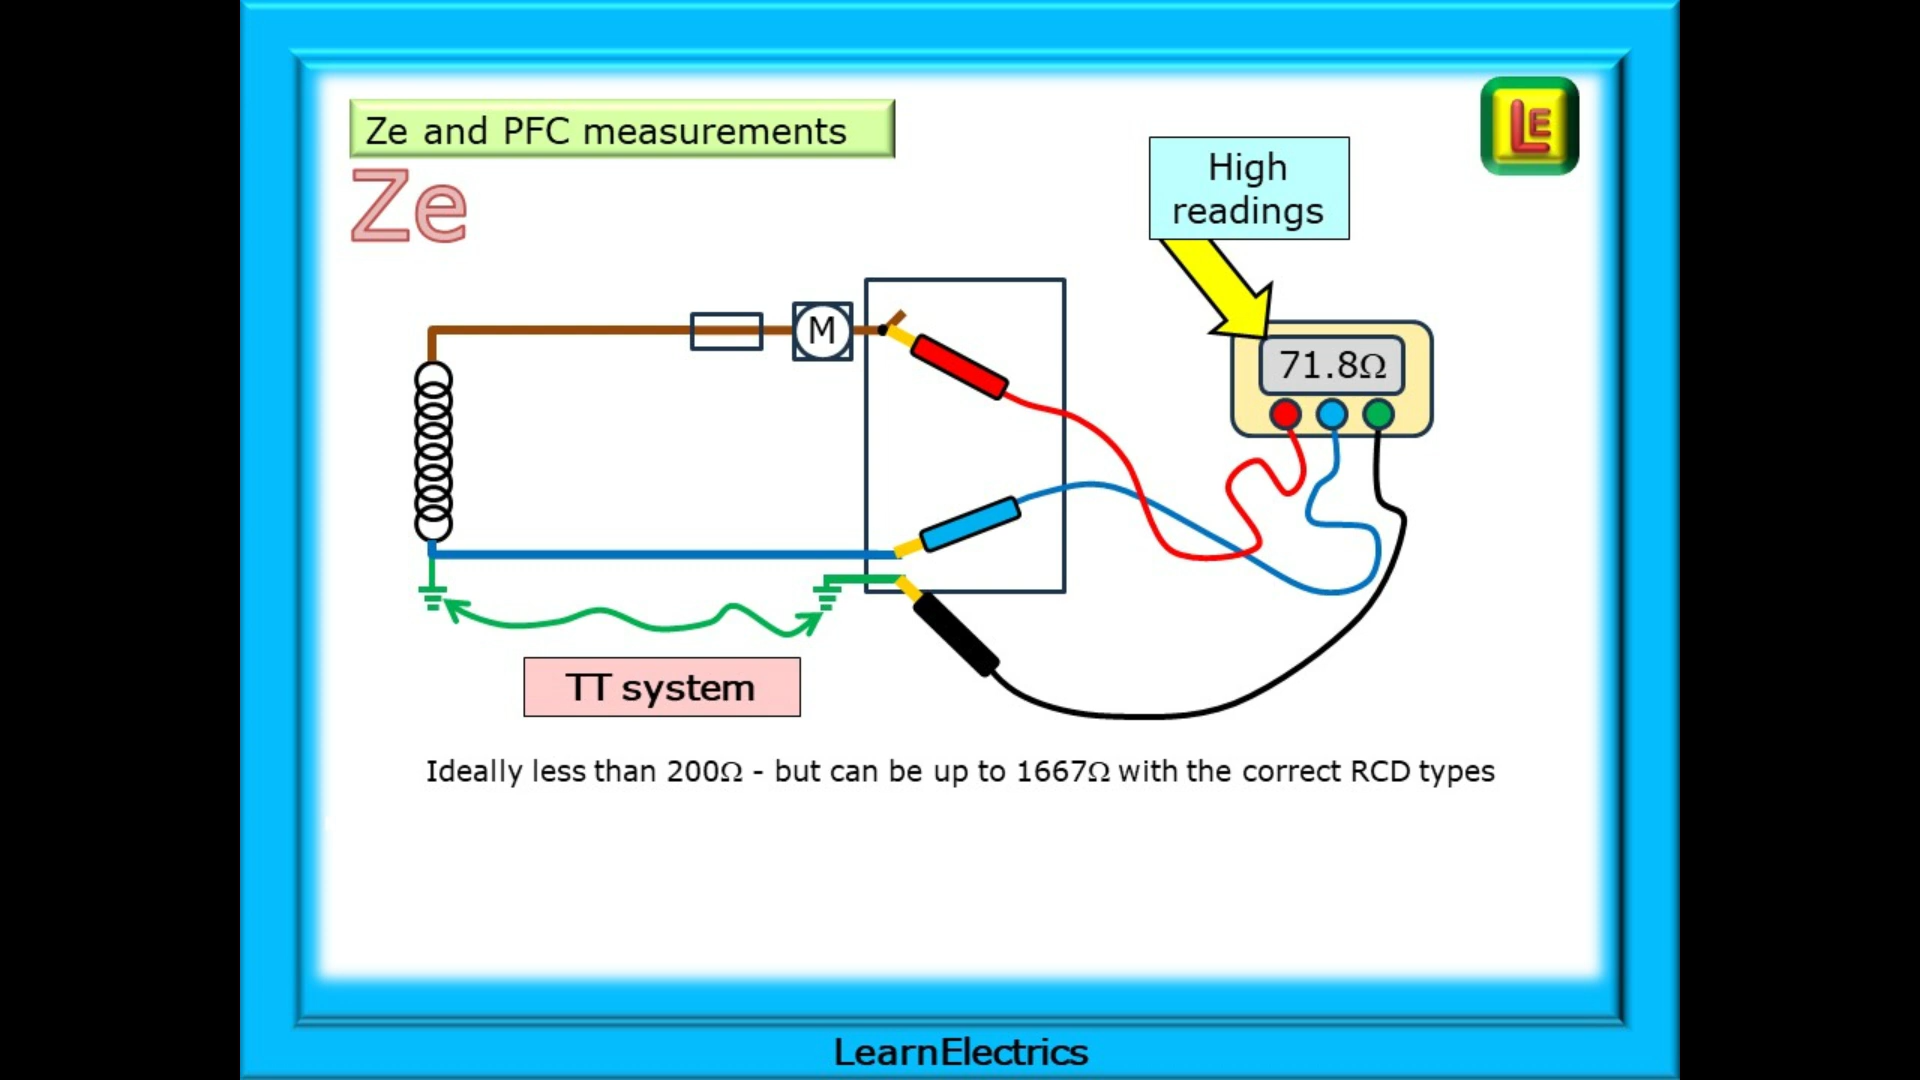 Ze and PFC measurements
Ze
High
readings
LE
M
71.8Ω
TT system
Ideally less than 200Ω - but can be up to 1667Ω with the correct RCD types
LearnElectrics